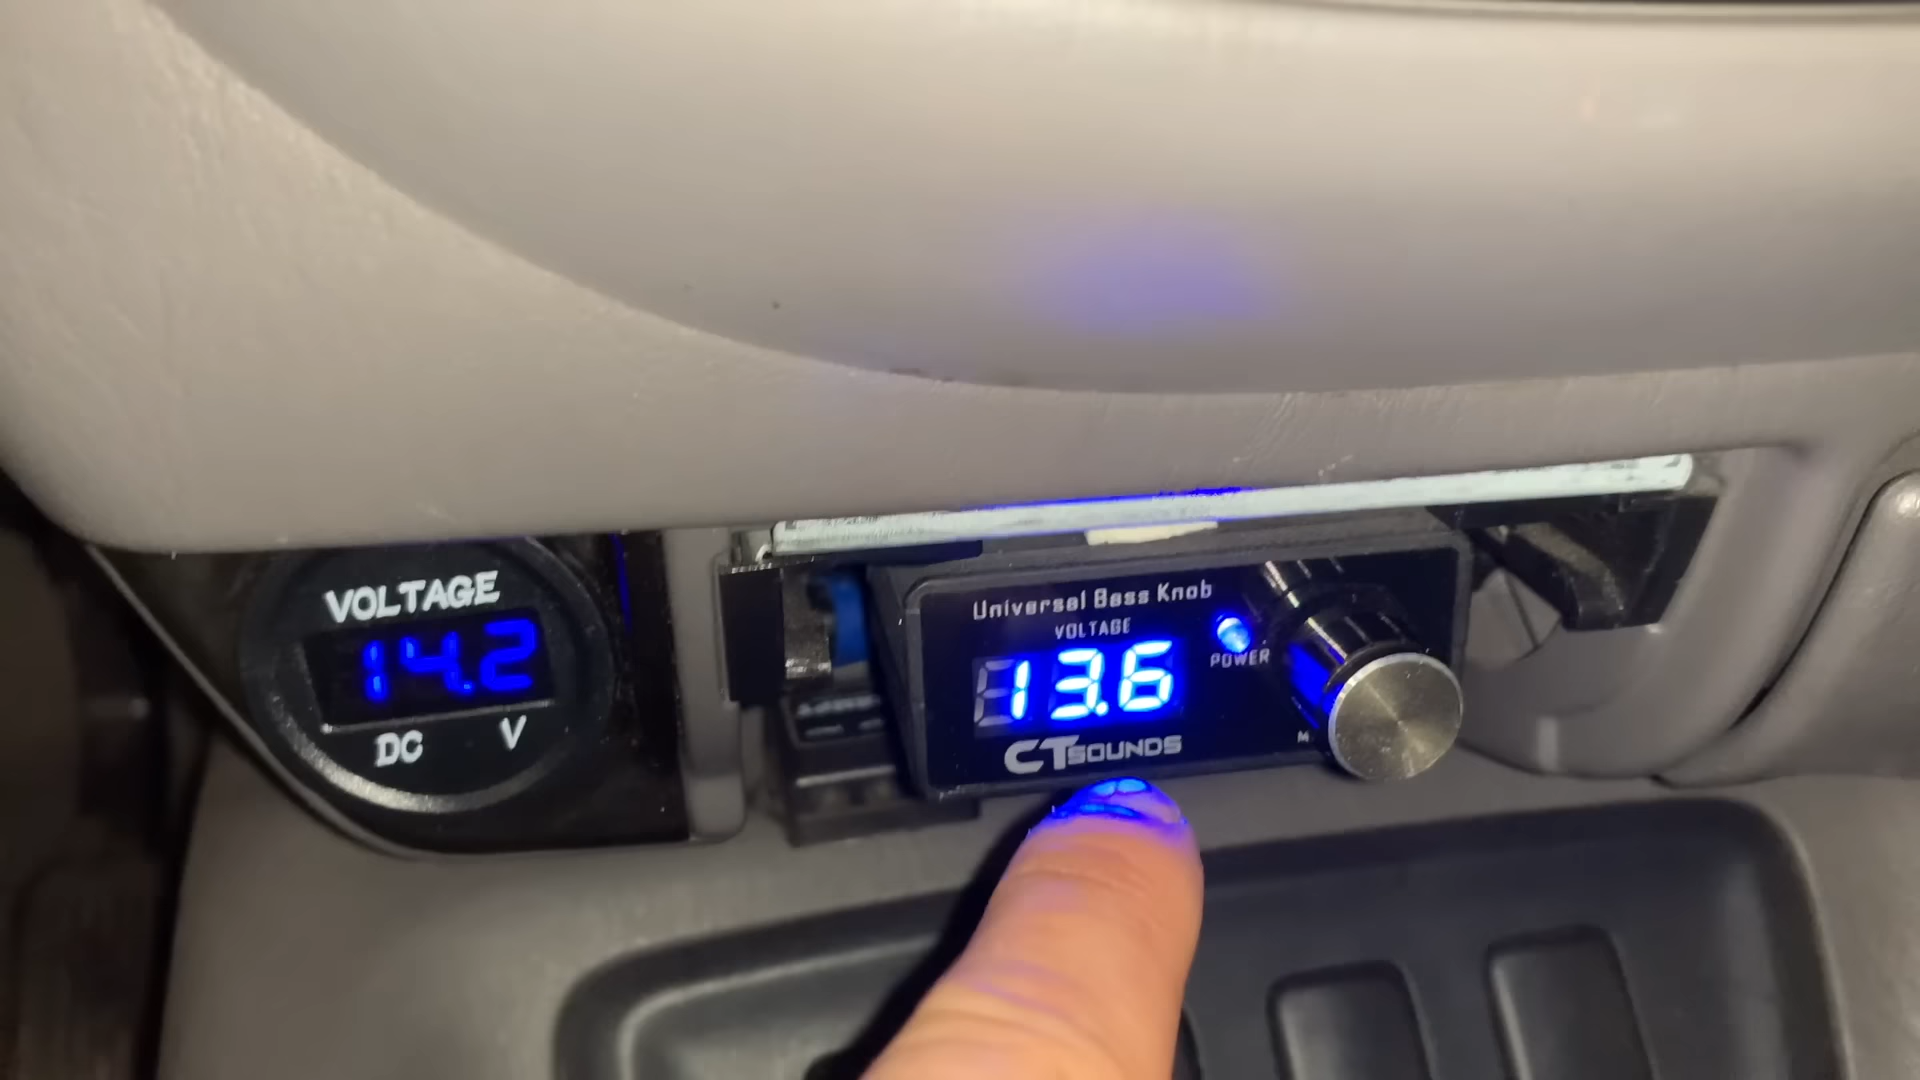 VOLTAGE
14.2
DC V
Universal Bass Knob
VOLTAGE
13.6
POWER
CT SOUNDS
M